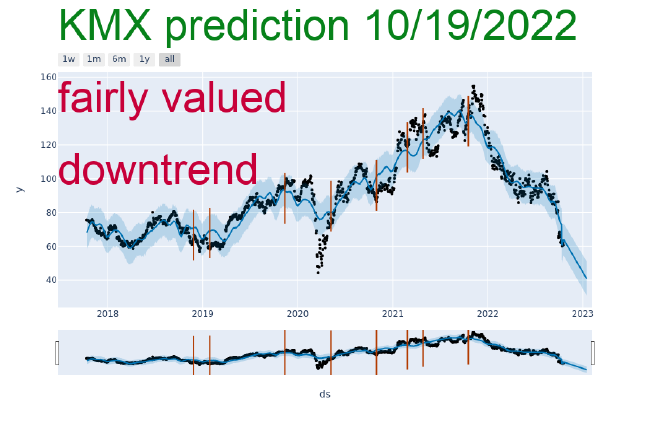 KMX prediction 10/19/2022
1w 1m 6m 1y all
160
fairly valued
140
120
downtrend
100
80
60
40
y
2018 2019 2020 2021 2022 2023
ds